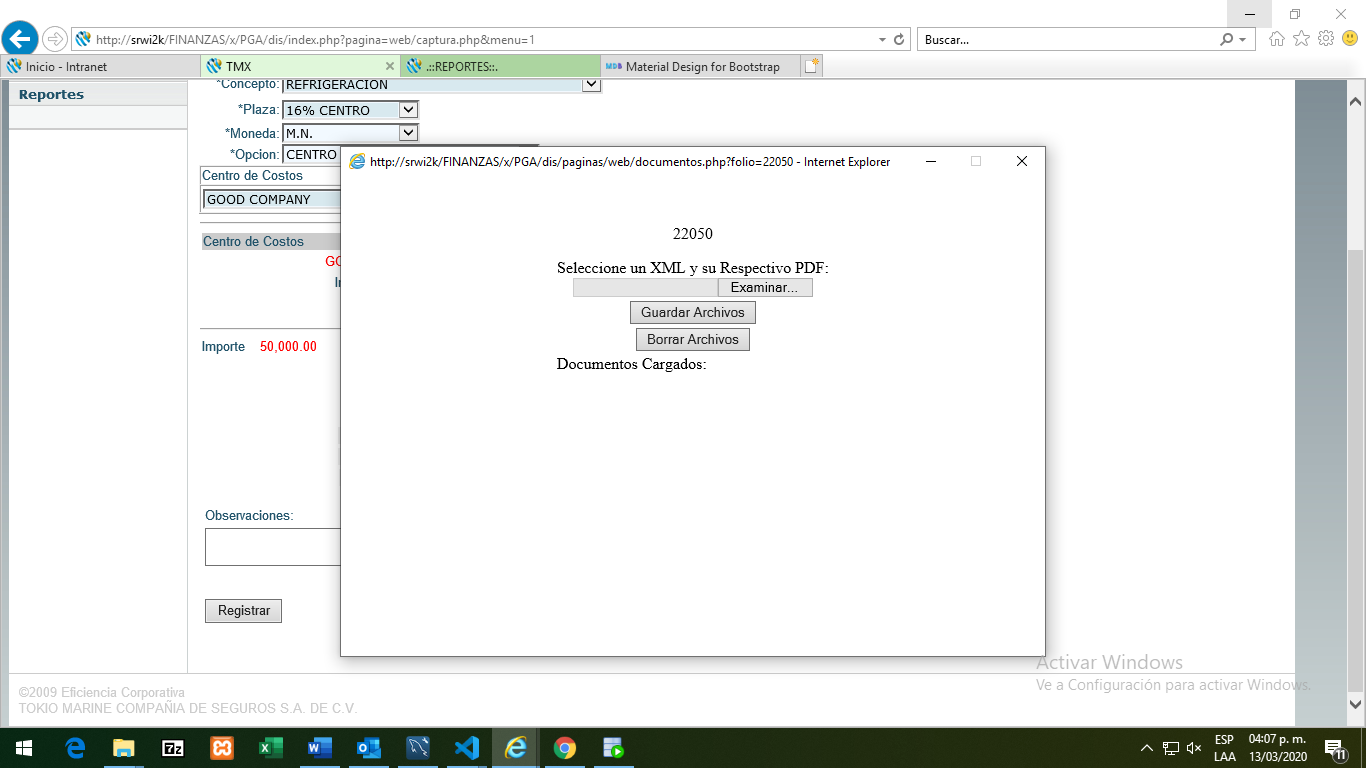 http://srwi2k/FINANZAS/x/PGA/dis/index.php?pagina=web/captura.php&menu=1
Buscar...
Inicio - Intranet
TMX
.::REPORTES::.
MDB Material Design for Bootstrap
Reportes
*Concepto: REFRIGERACION
*Plaza: 16% CENTRO
*Moneda: M.N.
*Opcion: CENTRO
Centro de Costos
GOOD COMPANY
Centro de Costos
Importe 50,000.00
Observaciones:
Registrar
http://srwi2k/FINANZAS/x/PGA/dis/paginas/web/documentos.php?folio=22050 - Internet Explorer
22050
Seleccione un XML y su Respectivo PDF:
Examinar...
Guardar Archivos
Borrar Archivos
Documentos Cargados:
Activar Windows
Ve a Configuración para activar Windows.
©2009 Eficiencia Corporativa
TOKIO MARINE COMPAÑIA DE SEGUROS S.A. DE C.V.
7z
ESP
LAA
04:07 p. m.
13/03/2020
11